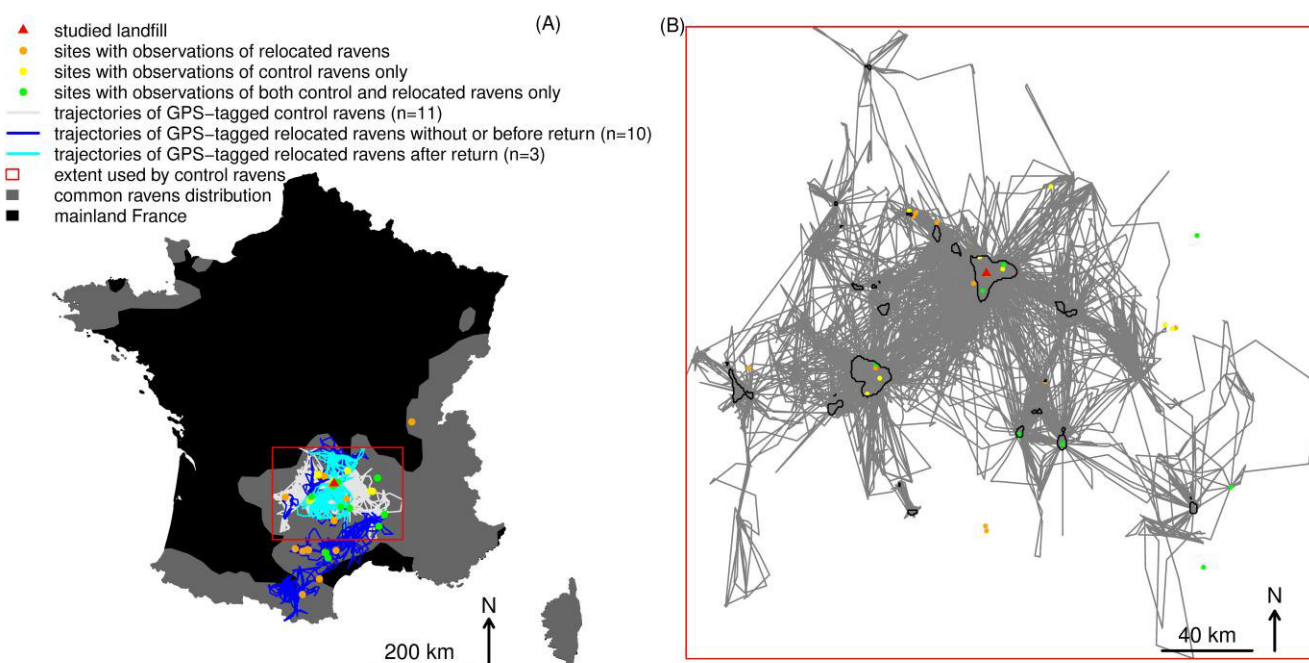 (A)
studied landfill
sites with observations of relocated ravens
sites with observations of control ravens only
sites with observations of both control and relocated ravens only
trajectories of GPS−tagged control ravens (n=11)
trajectories of GPS−tagged relocated ravens without or before return (n=10)
trajectories of GPS−tagged relocated ravens after return (n=3)
extent used by control ravens
common ravens distribution
mainland France
N
200 km
(B)
N
40 km